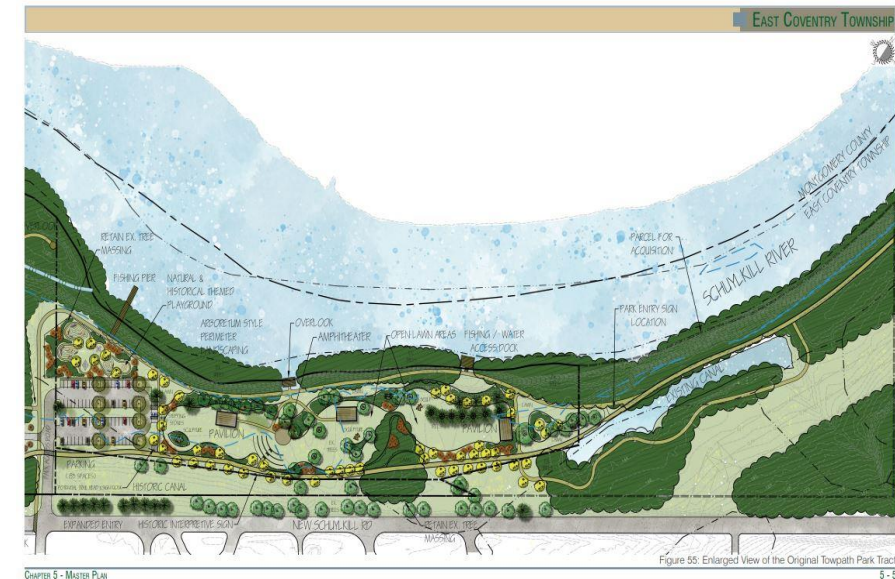 EAST COVENTRY TOWNSHIP
MONTGOMERY COUNTY
EAST COVENTRY TOWNSHIP
RETAIN EX. TREE
MASSING
PARCEL FOR
ACQUISITION
SCHUYLKILL RIVER
FISHING PIER
NATURAL &
HISTORICAL THEMED
PLAYGROUND
ARBORETUM STYLE
PERIMETER
LANDSCAPING
OVERLOOK
AMPHITHEATER
OPEN LAWN AREAS
FISHING / WATER
ACCESS DOCK
PARK ENTRY SIGN
LOCATION
EXISTING CANAL
PAVILION
PAVILION
PARKING
HISTORIC CANAL
EXPANDED ENTRY
HISTORIC INTERPRETIVE SIGN
NEW SCHUYLKILL RD
RETAIN EX. TREE
MASSING
Figure 55: Enlarged View of the Original Towpath Park Tract
CHAPTER 5 - MASTER PLAN
5 - 5